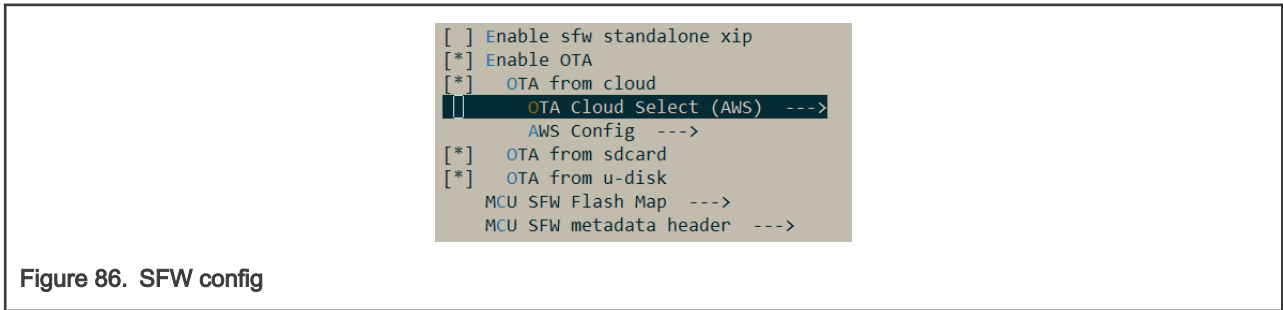 [ ] Enable sfw standalone xip
[*] Enable OTA
[*] OTA from cloud
OTA Cloud Select (AWS) --->
AWS Config --->
[*] OTA from sdcard
[*] OTA from u-disk
MCU SFW Flash Map --->
MCU SFW metadata header --->
Figure 86. SFW config